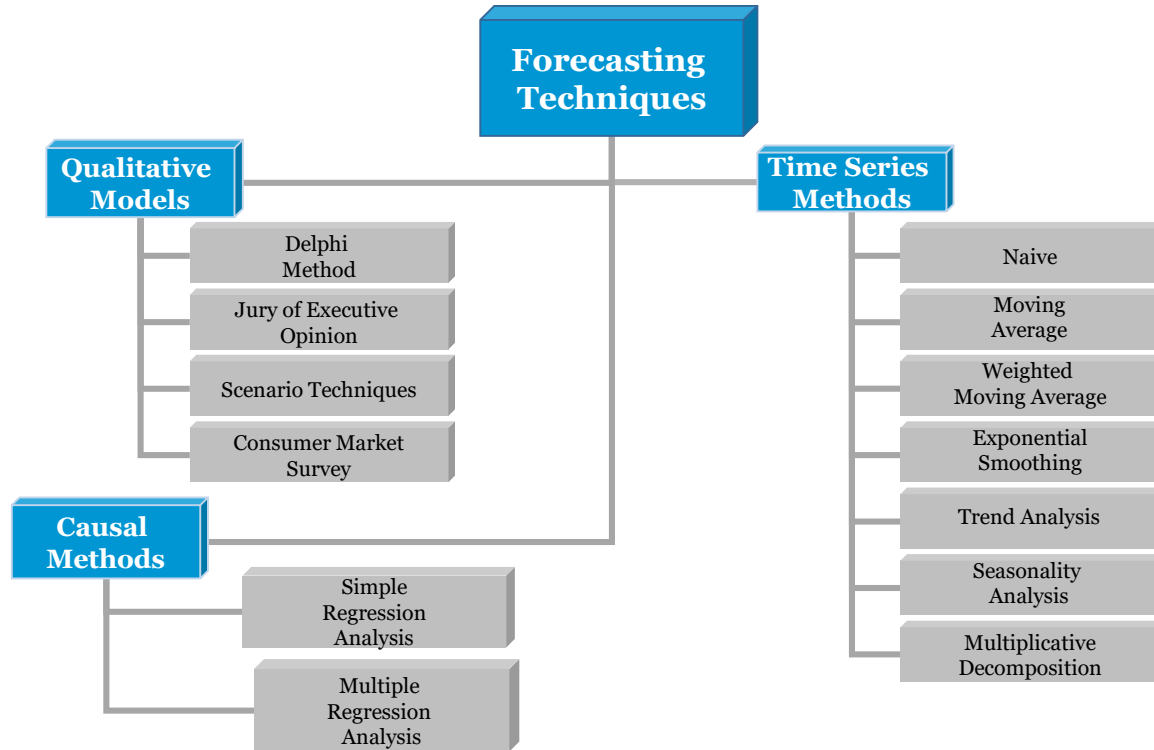 Forecasting
Techniques
Qualitative
Models
Delphi
Method
Jury of Executive
Opinion
Scenario Techniques
Consumer Market
Survey
Causal
Methods
Simple
Regression
Analysis
Multiple
Regression
Analysis
Time Series
Methods
Naive
Moving
Average
Weighted
Moving Average
Exponential
Smoothing
Trend Analysis
Seasonality
Analysis
Multiplicative
Decomposition